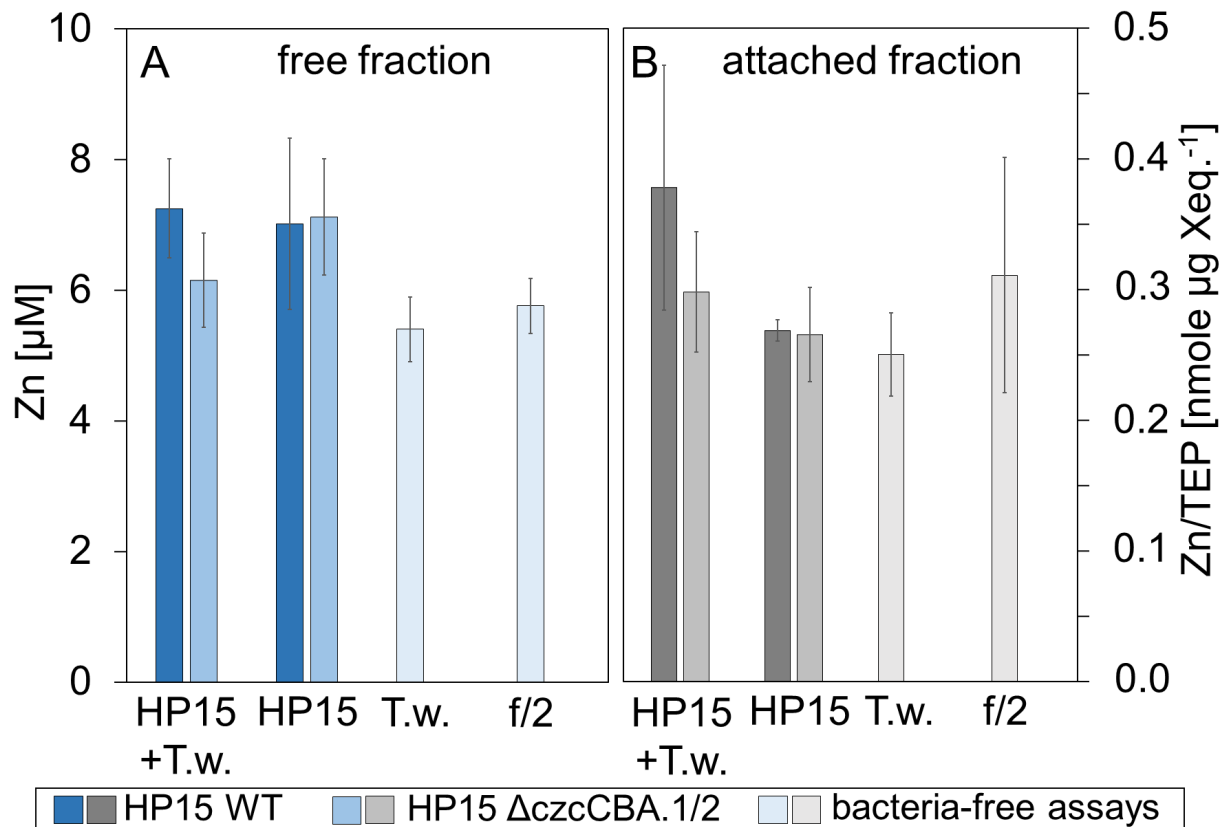 A free fraction
B attached fraction
10
8
6
4
2
0
Zn [µM]
0.5
0.4
0.3
0.2
0.1
0.0
Zn/TEP [nmole µg Xeq.⁻¹]
HP15
+T.w.
HP15
T.w.
f/2
HP15
+T.w.
HP15
T.w.
f/2
HP15 WT
HP15 ΔczcCBA.1/2
bacteria-free assays